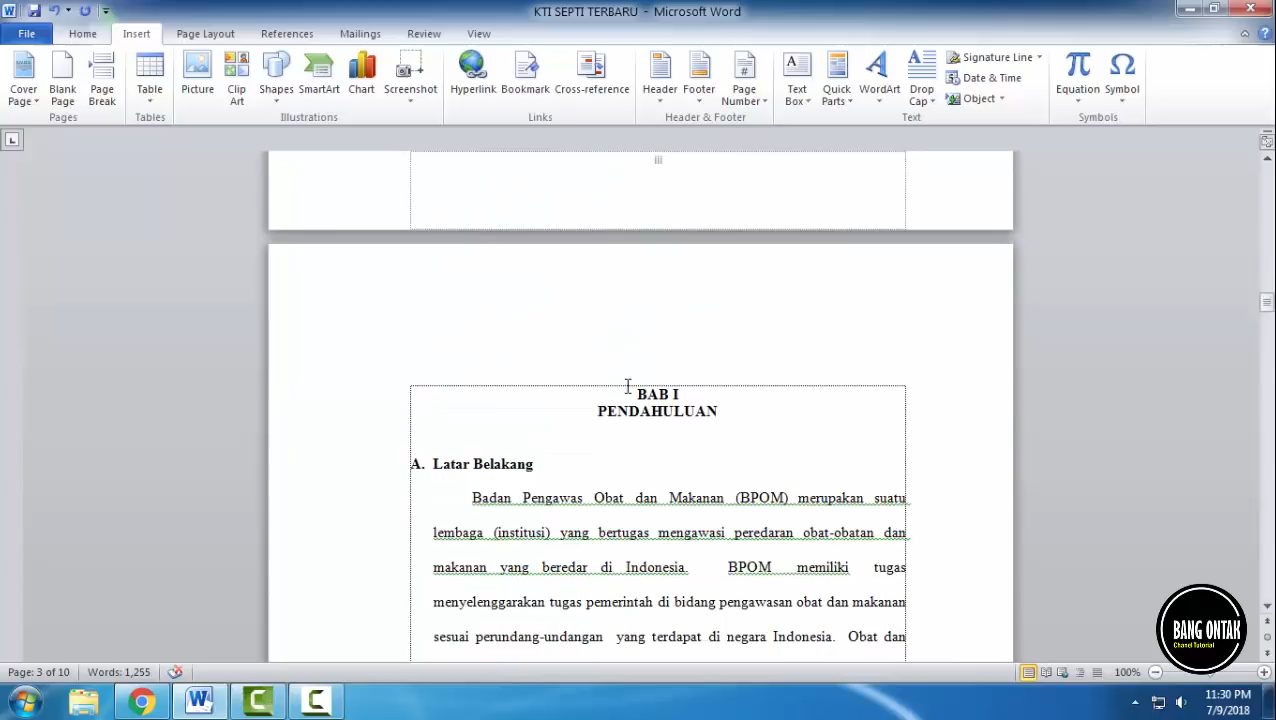 KTI SEPTI TERBARU - Microsoft Word
File Home Insert Page Layout References Mailings Review View
Cover Page
Blank Page
Page Break
Table
Picture
Clip Art
Shapes
SmartArt
Chart
Screenshot
Hyperlink
Bookmark
Cross-reference
Header
Footer
Page Number
Text Box
Quick Parts
WordArt
Drop Cap
Signature Line
Date & Time
Object
Equation
Symbol
Pages Tables Illustrations Links Header & Footer Text Symbols
iii
BAB I
PENDAHULUAN
A. Latar Belakang
Badan Pengawas Obat dan Makanan (BPOM) merupakan suatu
lembaga (institusi) yang bertugas mengawasi peredaran obat-obatan dan
makanan yang beredar di Indonesia. BPOM memiliki tugas
menyelenggarakan tugas pemerintah di bidang pengawasan obat dan makanan
sesuai perundang-undangan yang terdapat di negara Indonesia. Obat dan
BANG ONTAK
Chanel Tutorial
Page: 3 of 10 Words: 1,255 100%
11:30 PM
7/9/2018